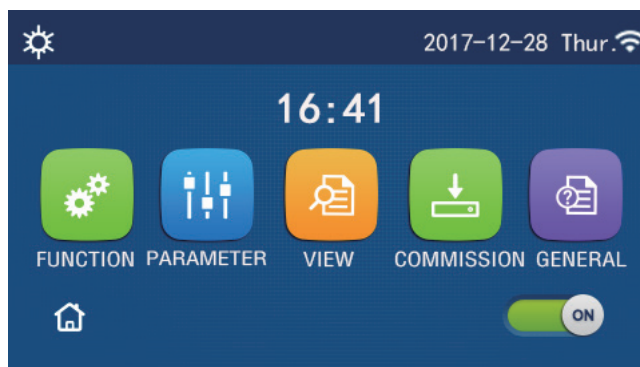 2017-12-28 Thur.
16:41
FUNCTION PARAMETER VIEW COMMISSION GENERAL
ON